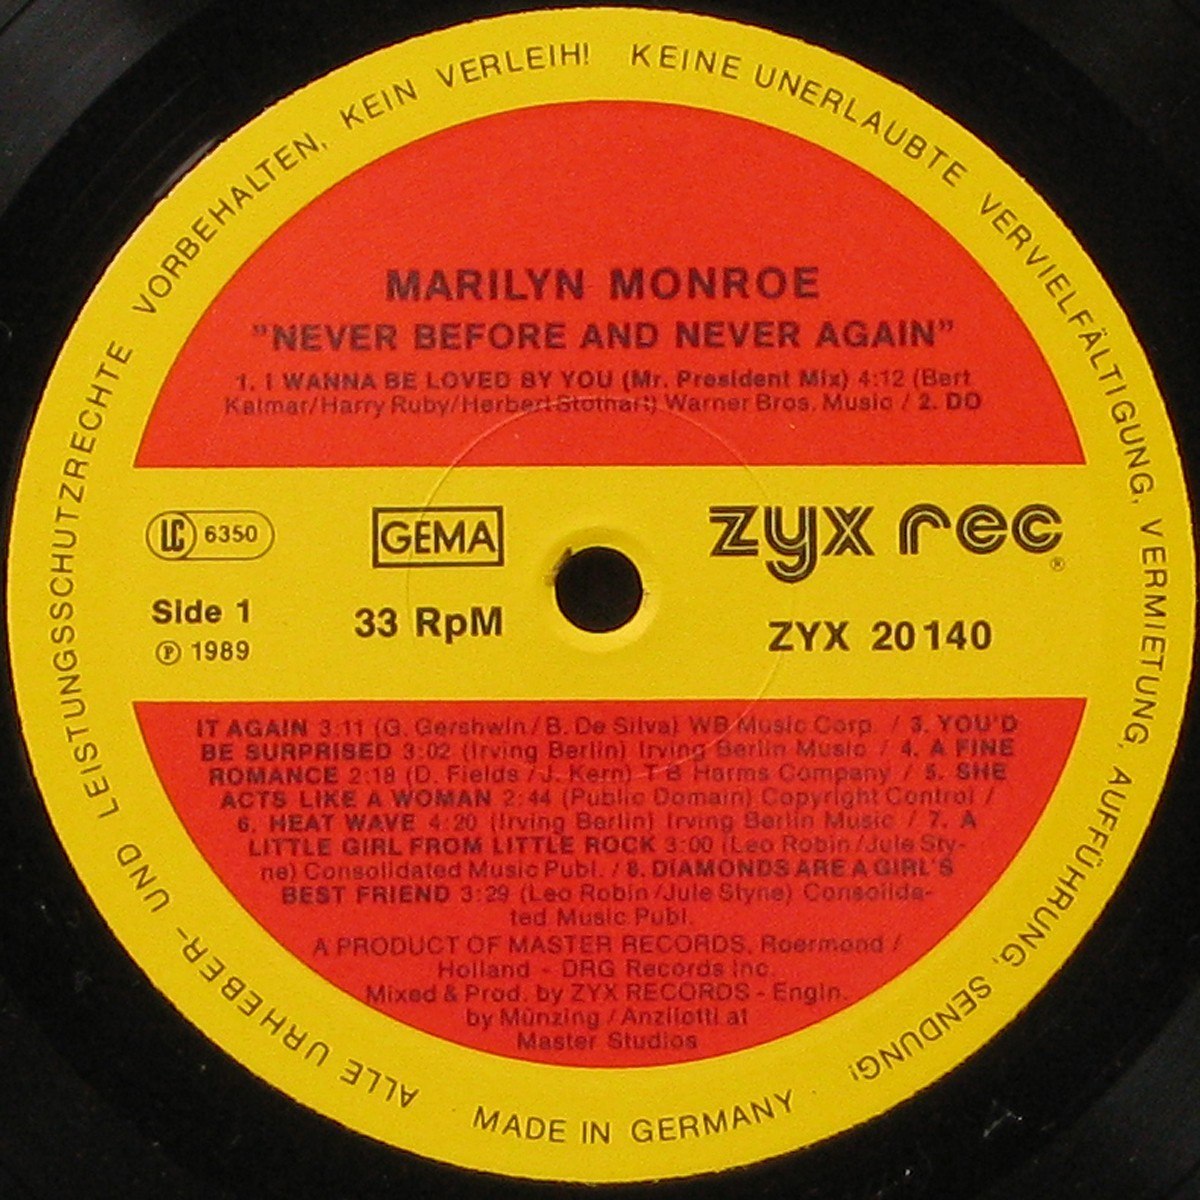 ALLE URHEBER- UND LEISTUNGSSCHUTZRECHTE VORBEHALTEN, KEIN VERLEIH! KEINE UNERLAUBTE VERVIELFÄLTIGUNG, VERMIETUNG, AUFFÜHRUNG, SENDUNG!
MARILYN MONROE
"NEVER BEFORE AND NEVER AGAIN"
1. I WANNA BE LOVED BY YOU (Mr. President Mix) 4:12 (Bert
Kalmar/Harry Ruby/Herbert Stothart) Warner Bros. Music / 2. DO
LC 6350
GEMA
zyx rec®
Side 1
33 RpM
ZYX 20140
Ⓟ 1989
IT AGAIN 3:11 (G. Gershwin/B. De Silva) WB Music Corp. / 3. YOU'D
BE SURPRISED 3:02 (Irving Berlin) Irving Berlin Music / 4. A FINE
ROMANCE 2:18 (D. Fields/J. Kern) T B Harms Company / 5. SHE
ACTS LIKE A WOMAN 2:44 (Public Domain) Copyright Control /
6. HEAT WAVE 4:20 (Irving Berlin) Irving Berlin Music / 7. A
LITTLE GIRL FROM LITTLE ROCK 3:00 (Leo Robin/Jule Sty-
ne) Consolidated Music Publ. / 8. DIAMONDS ARE A GIRL'S
BEST FRIEND 3:29 (Leo Robin/Jule Styne) Consolida-
ted Music Publ.
A PRODUCT OF MASTER RECORDS, Roermond /
Holland - DRG Records Inc.
Mixed & Prod. by ZYX RECORDS - Engin.
by Münzing/Anzilotti at
Master Studios
MADE IN GERMANY